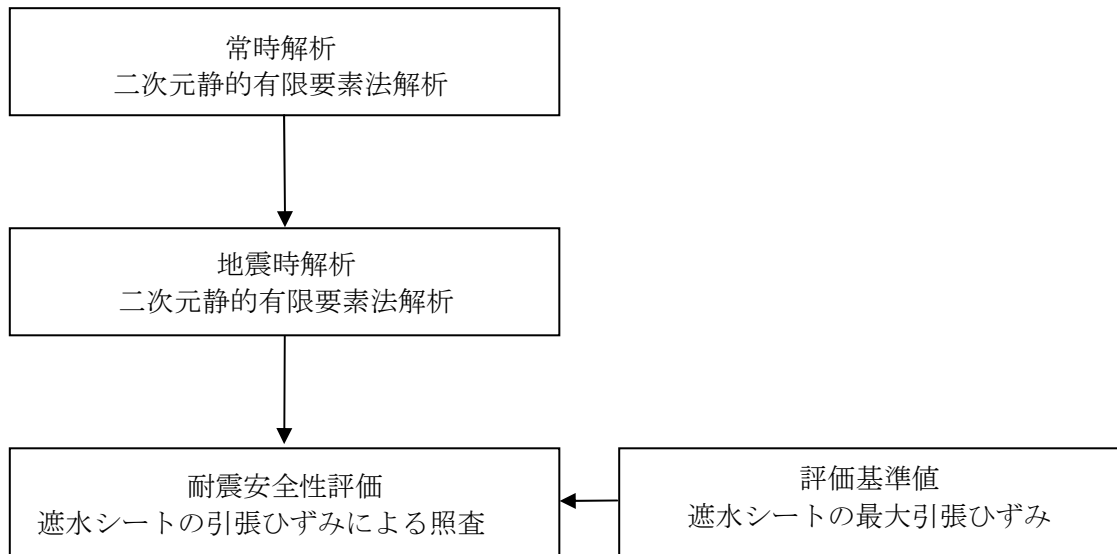 常時解析
二次元静的有限要素法解析
地震時解析
二次元静的有限要素法解析
耐震安全性評価
遮水シートの引張ひずみによる照査
評価基準値
遮水シートの最大引張ひずみ